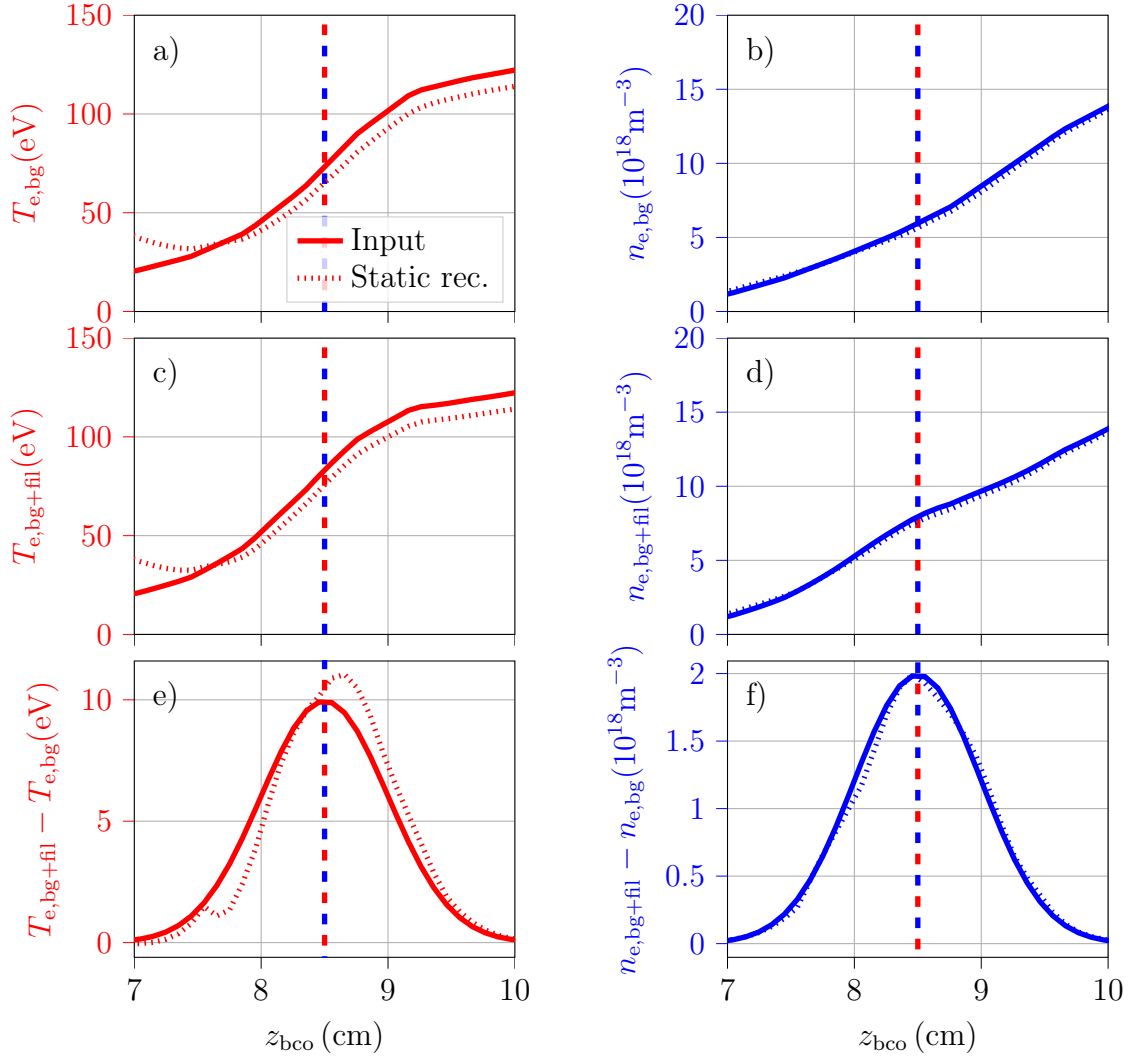 a)
150
100
50
0
T_e,bg(eV)
Input
Static rec.
b)
20
15
10
5
0
n_e,bg(10^18 m^−3)
c)
150
100
50
0
T_e,bg+fil(eV)
d)
20
15
10
5
0
n_e,bg+fil(10^18 m^−3)
e)
10
5
0
T_e,bg+fil − T_e,bg(eV)
7 8 9 10
z_bco (cm)
f)
2
1.5
1
0.5
0
n_e,bg+fil − n_e,bg(10^18 m^−3)
7 8 9 10
z_bco (cm)